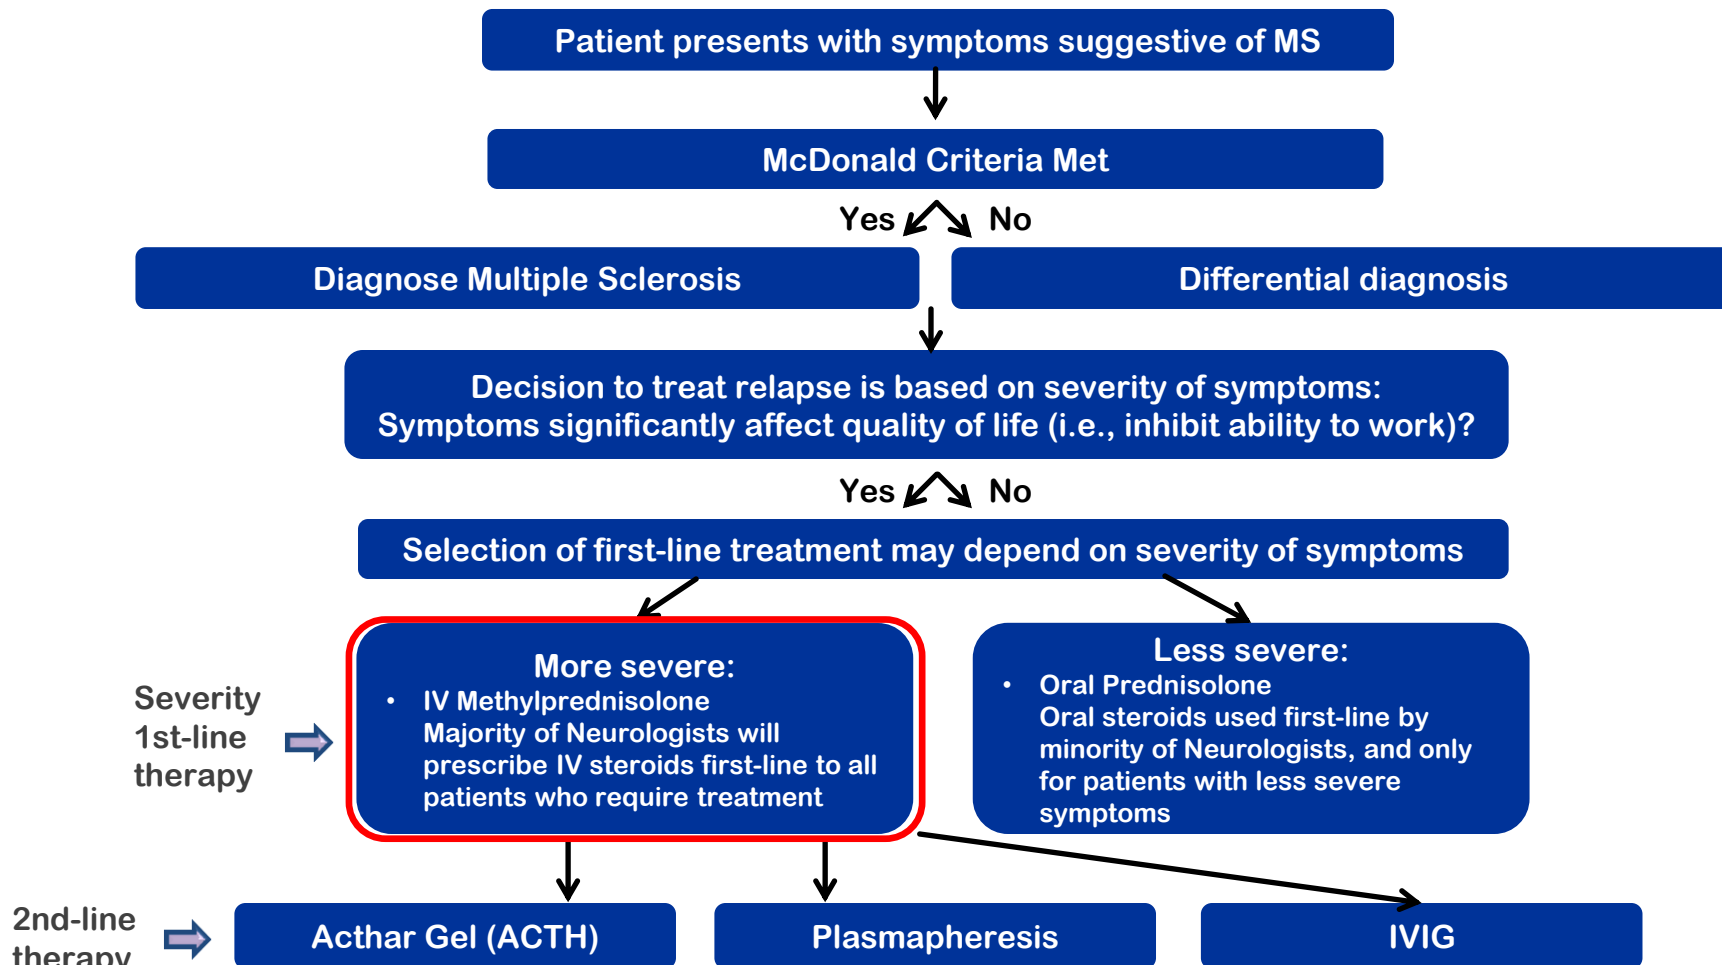 Patient presents with symptoms suggestive of MS
McDonald Criteria Met
Yes No
Diagnose Multiple Sclerosis
Differential diagnosis
Decision to treat relapse is based on severity of symptoms:
Symptoms significantly affect quality of life (i.e., inhibit ability to work)?
Yes No
Selection of first-line treatment may depend on severity of symptoms
Severity
1st-line
therapy
More severe:
• IV Methylprednisolone
Majority of Neurologists will
prescribe IV steroids first-line to all
patients who require treatment
Less severe:
• Oral Prednisolone
Oral steroids used first-line by
minority of Neurologists, and only
for patients with less severe
symptoms
2nd-line
therapy
Acthar Gel (ACTH)
Plasmapheresis
IVIG